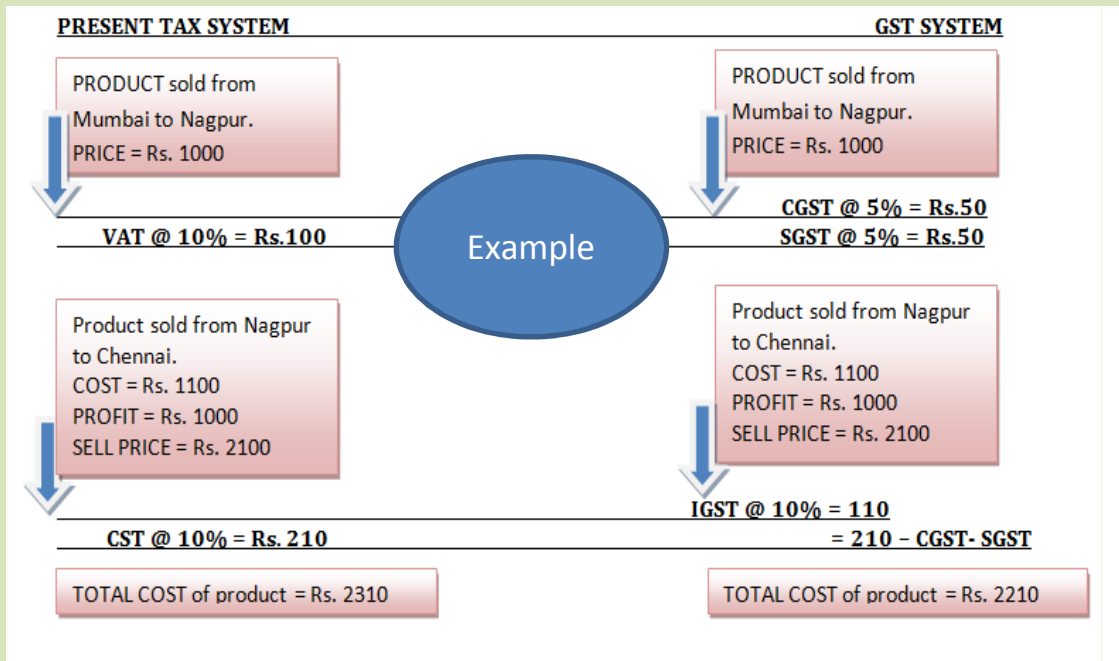 PRESENT TAX SYSTEM
GST SYSTEM
PRODUCT sold from
Mumbai to Nagpur.
PRICE = Rs. 1000
PRODUCT sold from
Mumbai to Nagpur.
PRICE = Rs. 1000
VAT @ 10% = Rs.100
Example
CGST @ 5% = Rs.50
SGST @ 5% = Rs.50
Product sold from Nagpur
to Chennai.
COST = Rs. 1100
PROFIT = Rs. 1000
SELL PRICE = Rs. 2100
Product sold from Nagpur
to Chennai.
COST = Rs. 1100
PROFIT = Rs. 1000
SELL PRICE = Rs. 2100
CST @ 10% = Rs. 210
IGST @ 10% = 110
= 210 – CGST- SGST
TOTAL COST of product = Rs. 2310
TOTAL COST of product = Rs. 2210